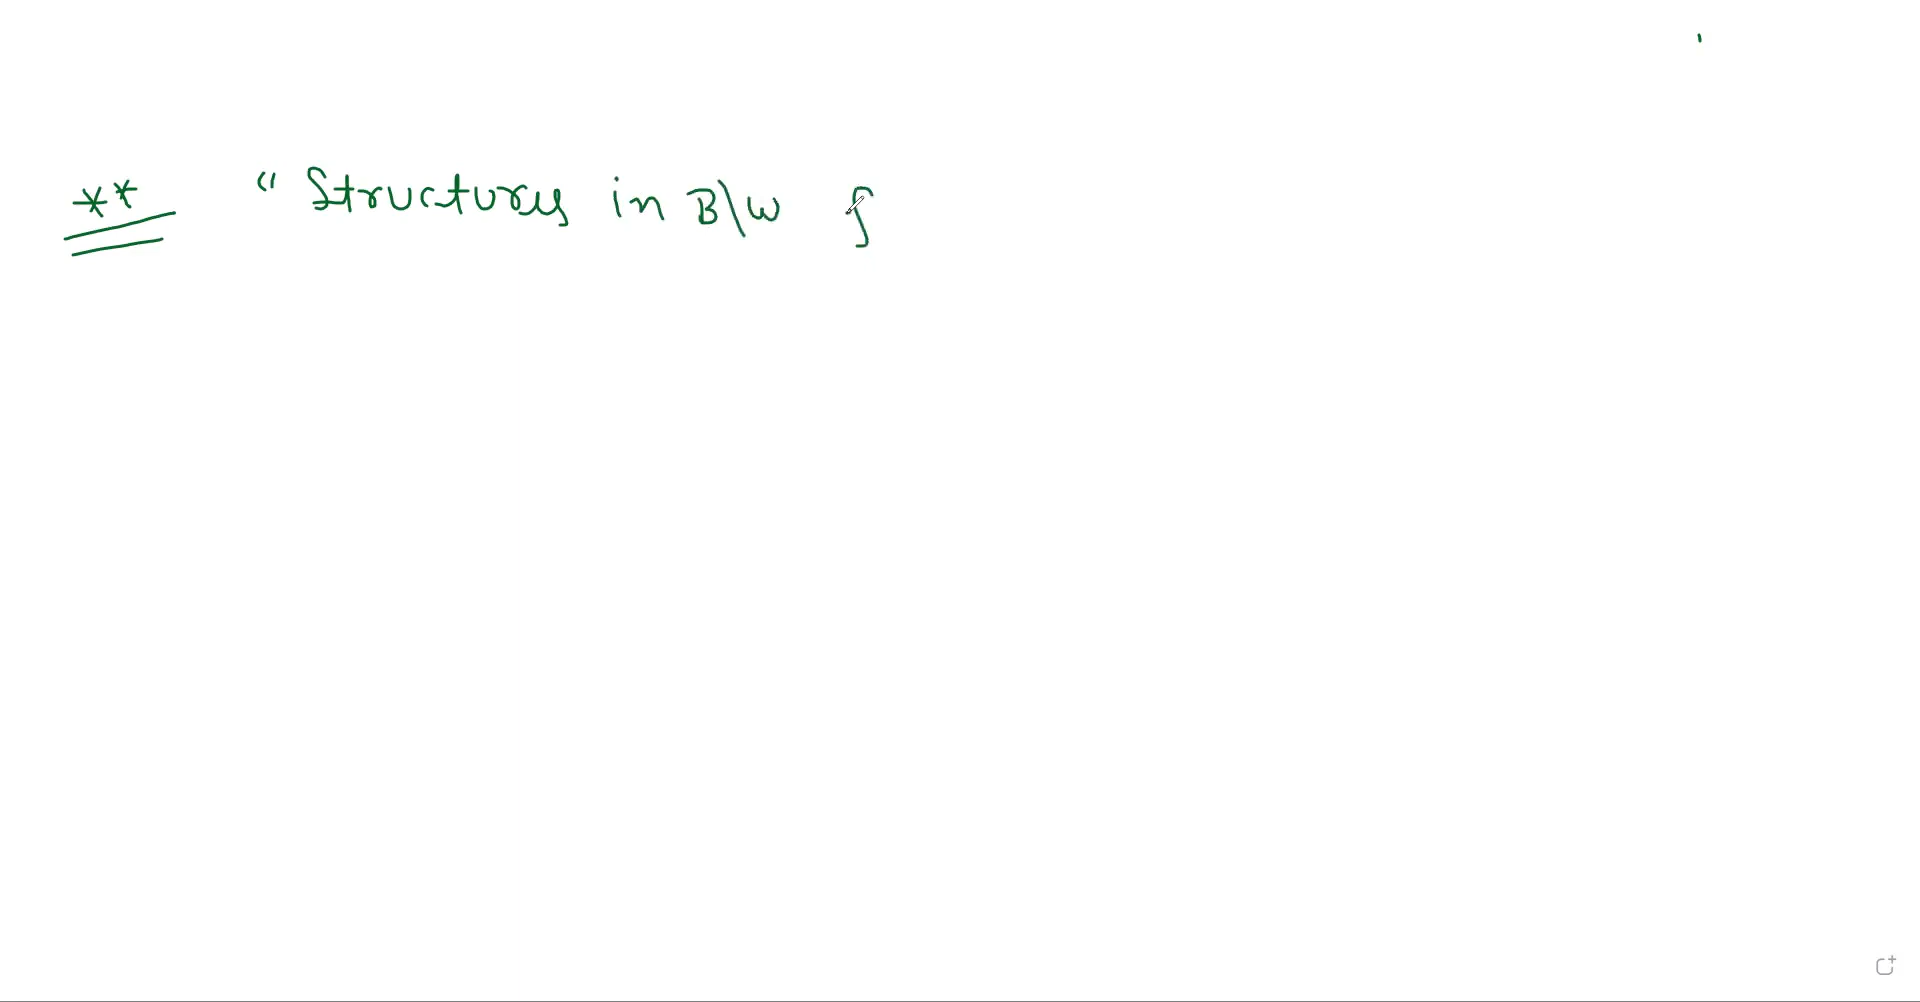 ** “ Structures in B\w S